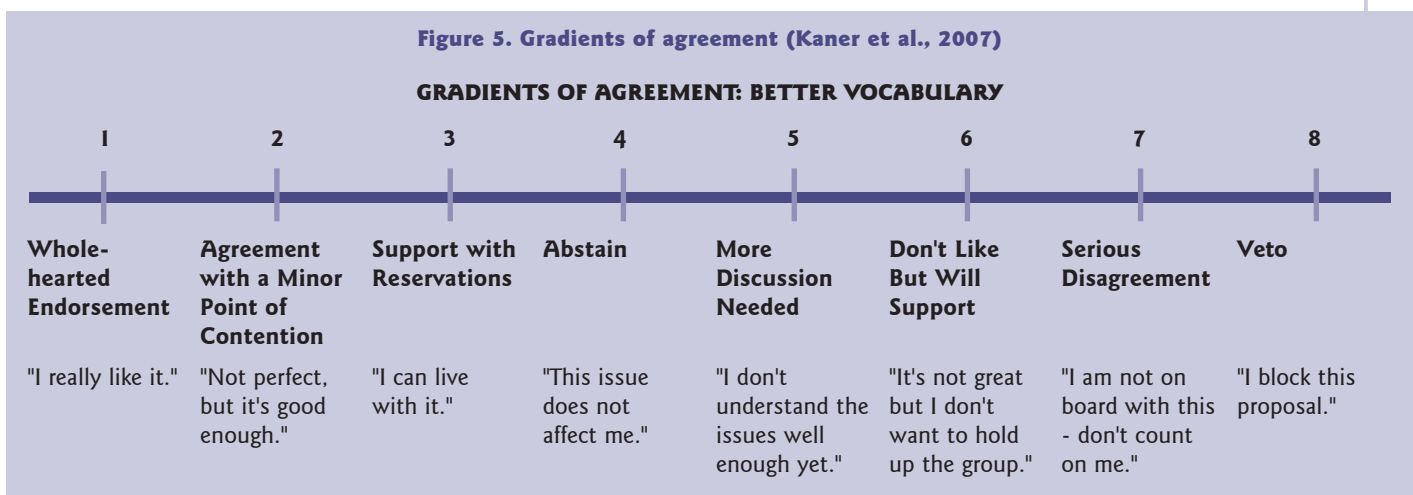 Figure 5. Gradients of agreement (Kaner et al., 2007)
GRADIENTS OF AGREEMENT: BETTER VOCABULARY
1 2 3 4 5 6 7 8
Whole-
hearted
Endorsement
Agreement
with a Minor
Point of
Contention
Support with
Reservations
Abstain
More
Discussion
Needed
Don't Like
But Will
Support
Serious
Disagreement
Veto
"I really like it."
"Not perfect,
but it's good
enough."
"I can live
with it."
"This issue
does not
affect me."
"I don't
understand the
issues well
enough yet."
"It's not great
but I don't
want to hold
up the group."
"I am not on
board with this
- don't count
on me."
"I block this
proposal."